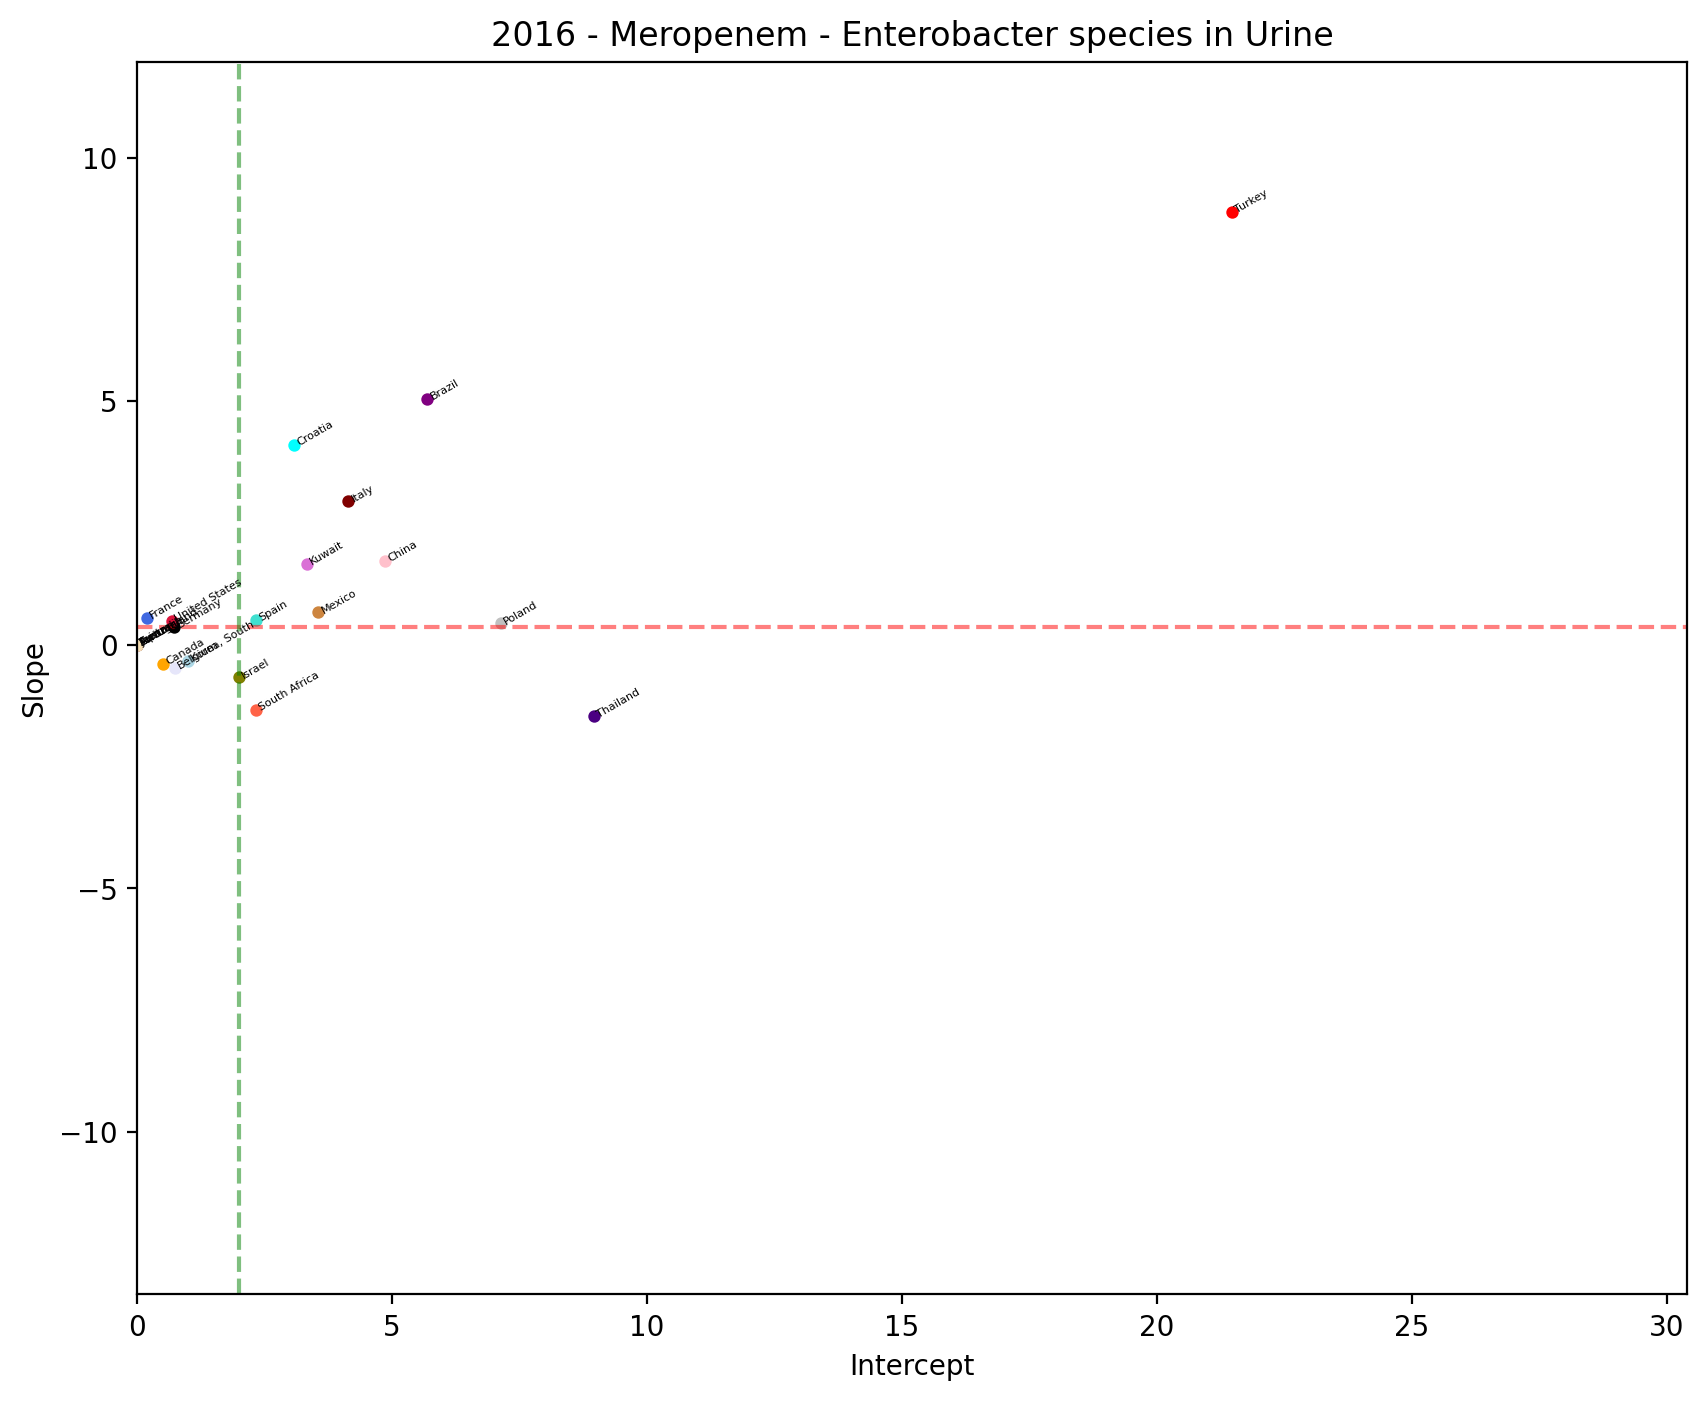 2016 - Meropenem - Enterobacter species in Urine
10
Turkey
Brazil
5
Croatia
Italy
Kuwait
China
France
United States
Germany
Spain
Mexico
Poland
0
Canada
Belgium
Korea, South
Israel
South Africa
Thailand
Slope
−5
−10
0
5
10
15
20
25
30
Intercept